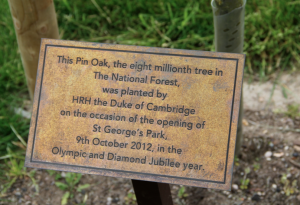 This Pin Oak, the eight millionth tree in
The National Forest,
was planted by
HRH the Duke of Cambridge
on the occasion of the opening of
St George's Park,
9th October 2012, in the
Olympic and Diamond Jubilee year.